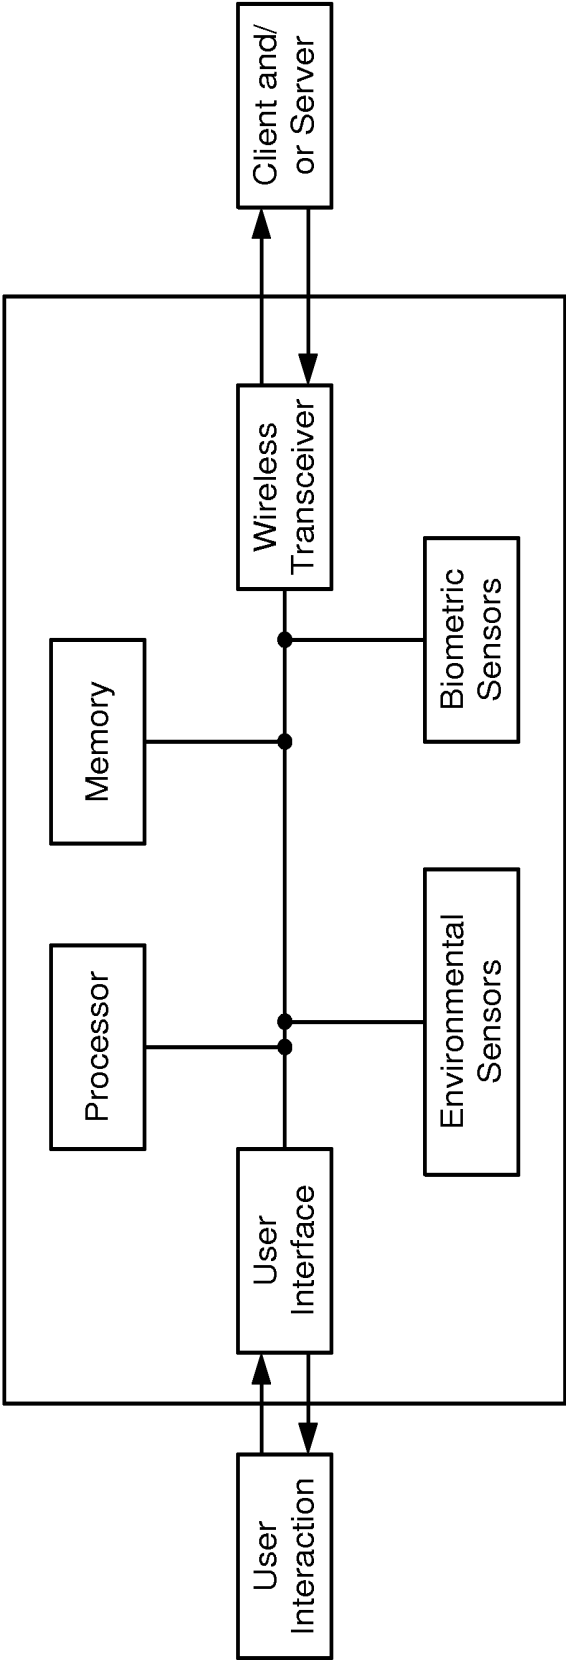 User
Interaction
User
Interface
Processor
Memory
Environmental
Sensors
Biometric
Sensors
Wireless
Transceiver
Client and/
or Server